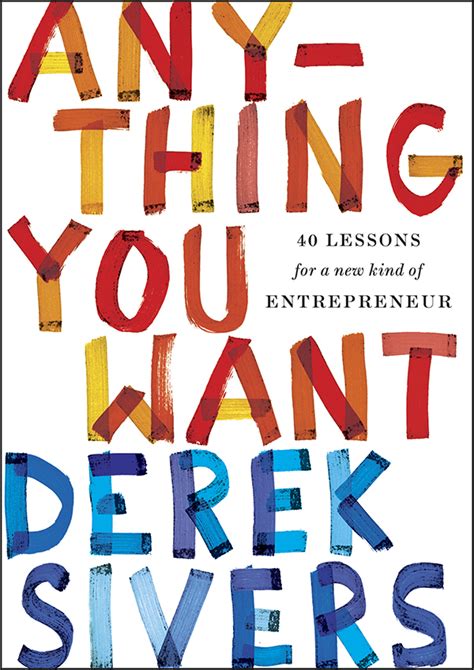 ANY-
THING
YOU
40 LESSONS
for a new kind of
ENTREPRENEUR
WANT
DEREK
SIVERS